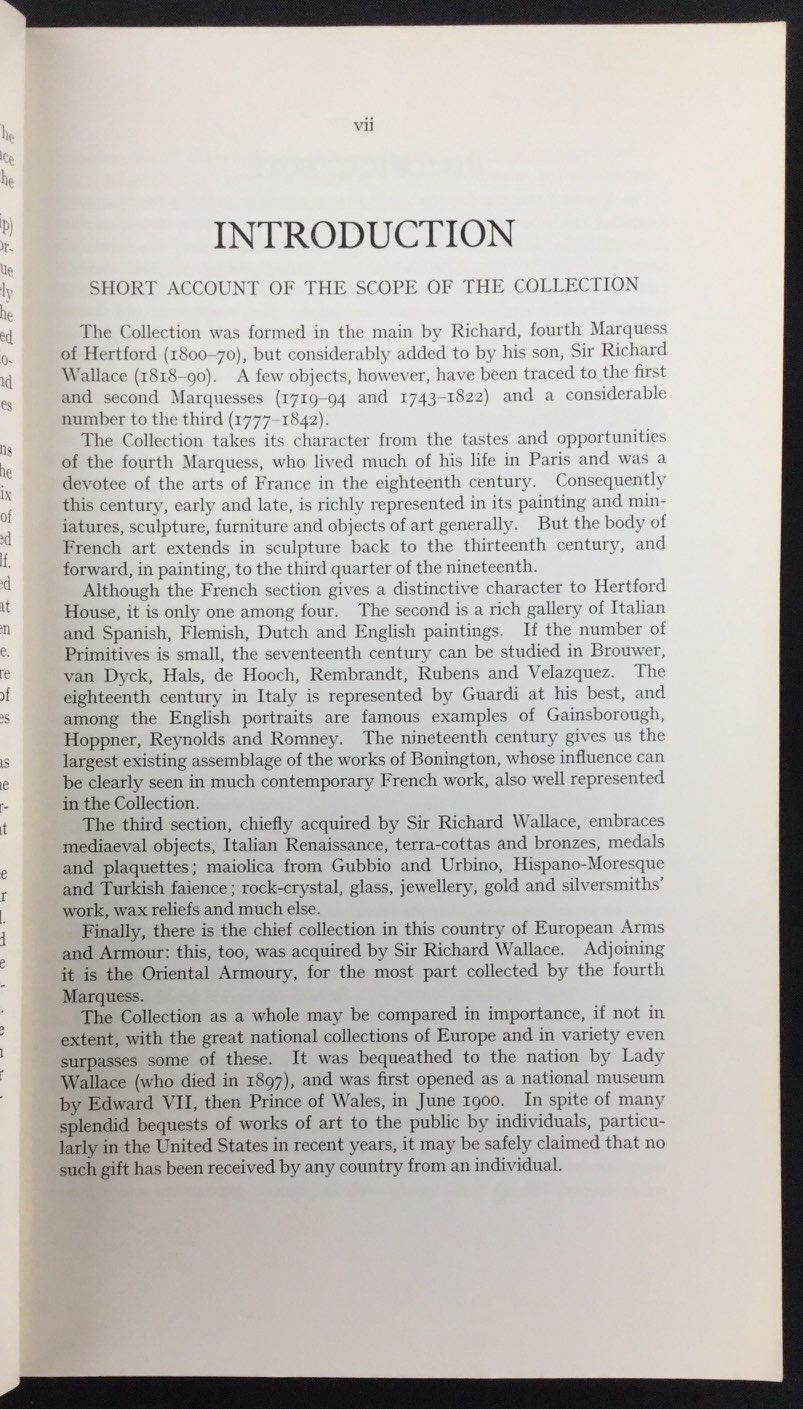 vii
INTRODUCTION
SHORT ACCOUNT OF THE SCOPE OF THE COLLECTION
The Collection was formed in the main by Richard, fourth Marquess
of Hertford (1800–70), but considerably added to by his son, Sir Richard
Wallace (1818–90). A few objects, however, have been traced to the first
and second Marquesses (1719–94 and 1743–1822) and a considerable
number to the third (1777–1842).
The Collection takes its character from the tastes and opportunities
of the fourth Marquess, who lived much of his life in Paris and was a
devotee of the arts of France in the eighteenth century. Consequently
this century, early and late, is richly represented in its painting and min-
iatures, sculpture, furniture and objects of art generally. But the body of
French art extends in sculpture back to the thirteenth century, and
forward, in painting, to the third quarter of the nineteenth.
Although the French section gives a distinctive character to Hertford
House, it is only one among four. The second is a rich gallery of Italian
and Spanish, Flemish, Dutch and English paintings. If the number of
Primitives is small, the seventeenth century can be studied in Brouwer,
van Dyck, Hals, de Hooch, Rembrandt, Rubens and Velazquez. The
eighteenth century in Italy is represented by Guardi at his best, and
among the English portraits are famous examples of Gainsborough,
Hoppner, Reynolds and Romney. The nineteenth century gives us the
largest existing assemblage of the works of Bonington, whose influence can
be clearly seen in much contemporary French work, also well represented
in the Collection.
The third section, chiefly acquired by Sir Richard Wallace, embraces
mediaeval objects, Italian Renaissance, terra-cottas and bronzes, medals
and plaquettes; maiolica from Gubbio and Urbino, Hispano-Moresque
and Turkish faience; rock-crystal, glass, jewellery, gold and silversmiths'
work, wax reliefs and much else.
Finally, there is the chief collection in this country of European Arms
and Armour: this, too, was acquired by Sir Richard Wallace. Adjoining
it is the Oriental Armoury, for the most part collected by the fourth
Marquess.
The Collection as a whole may be compared in importance, if not in
extent, with the great national collections of Europe and in variety even
surpasses some of these. It was bequeathed to the nation by Lady
Wallace (who died in 1897), and was first opened as a national museum
by Edward VII, then Prince of Wales, in June 1900. In spite of many
splendid bequests of works of art to the public by individuals, particu-
larly in the United States in recent years, it may be safely claimed that no
such gift has been received by any country from an individual.